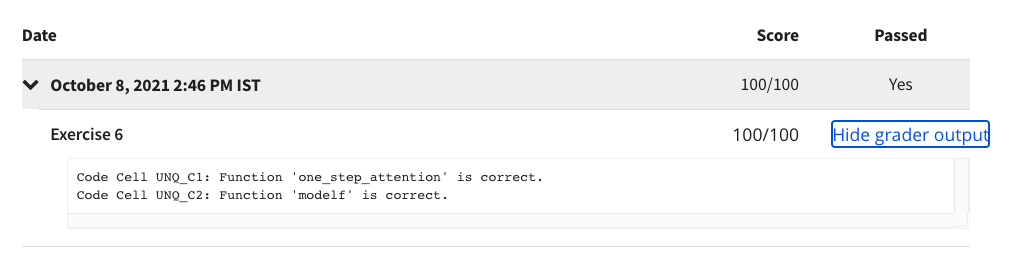 Date Score Passed
October 8, 2021 2:46 PM IST 100/100 Yes
Exercise 6 100/100 Hide grader output
Code Cell UNQ_C1: Function 'one_step_attention' is correct.
Code Cell UNQ_C2: Function 'modelf' is correct.